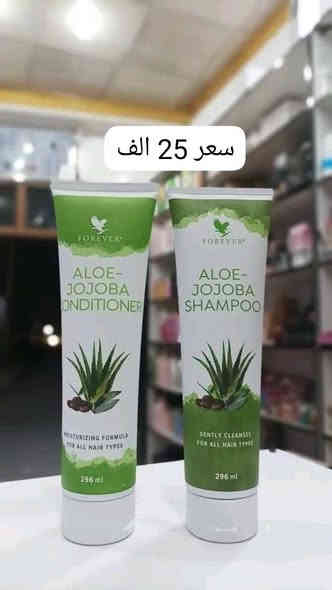 سعر 25 الف
FOREVER®
ALOE-
JOJOBA
CONDITIONER
MOISTURIZING FORMULA
FOR ALL HAIR TYPES
296 ml
FOREVER®
ALOE-
JOJOBA
SHAMPOO
GENTLY CLEANSES
FOR ALL HAIR TYPES
296 ml